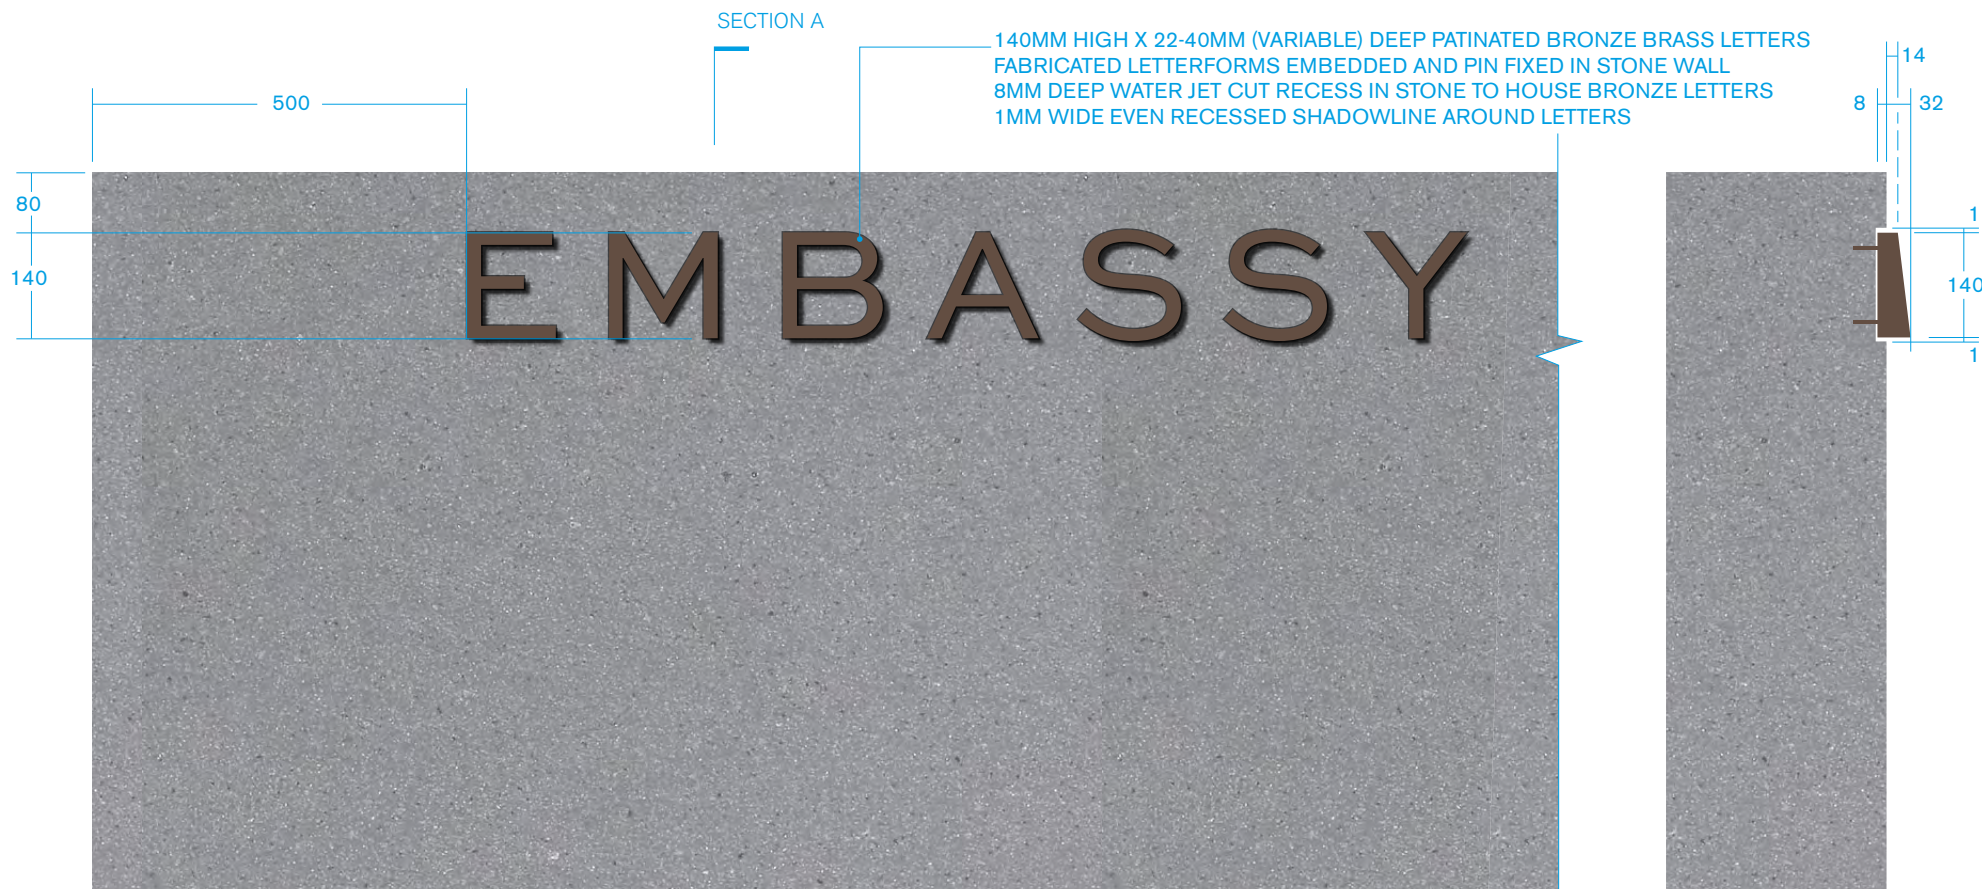 SECTION A
140MM HIGH X 22-40MM (VARIABLE) DEEP PATINATED BRONZE BRASS LETTERS
FABRICATED LETTERFORMS EMBEDDED AND PIN FIXED IN STONE WALL
8MM DEEP WATER JET CUT RECESS IN STONE TO HOUSE BRONZE LETTERS
1MM WIDE EVEN RECESSED SHADOWLINE AROUND LETTERS
14
8
32
500
80
140
EMBASSY
1
140
1